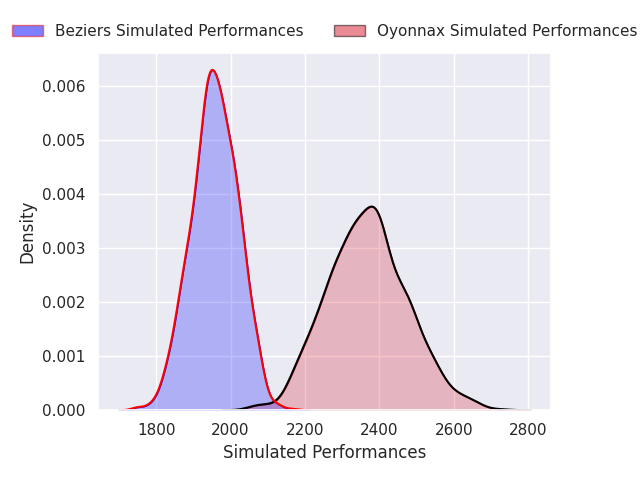 Beziers Simulated Performances Oyonnax Simulated Performances
0.006
0.005
0.004
0.003
0.002
0.001
0.000
Density
1800 2000 2200 2400 2600 2800
Simulated Performances